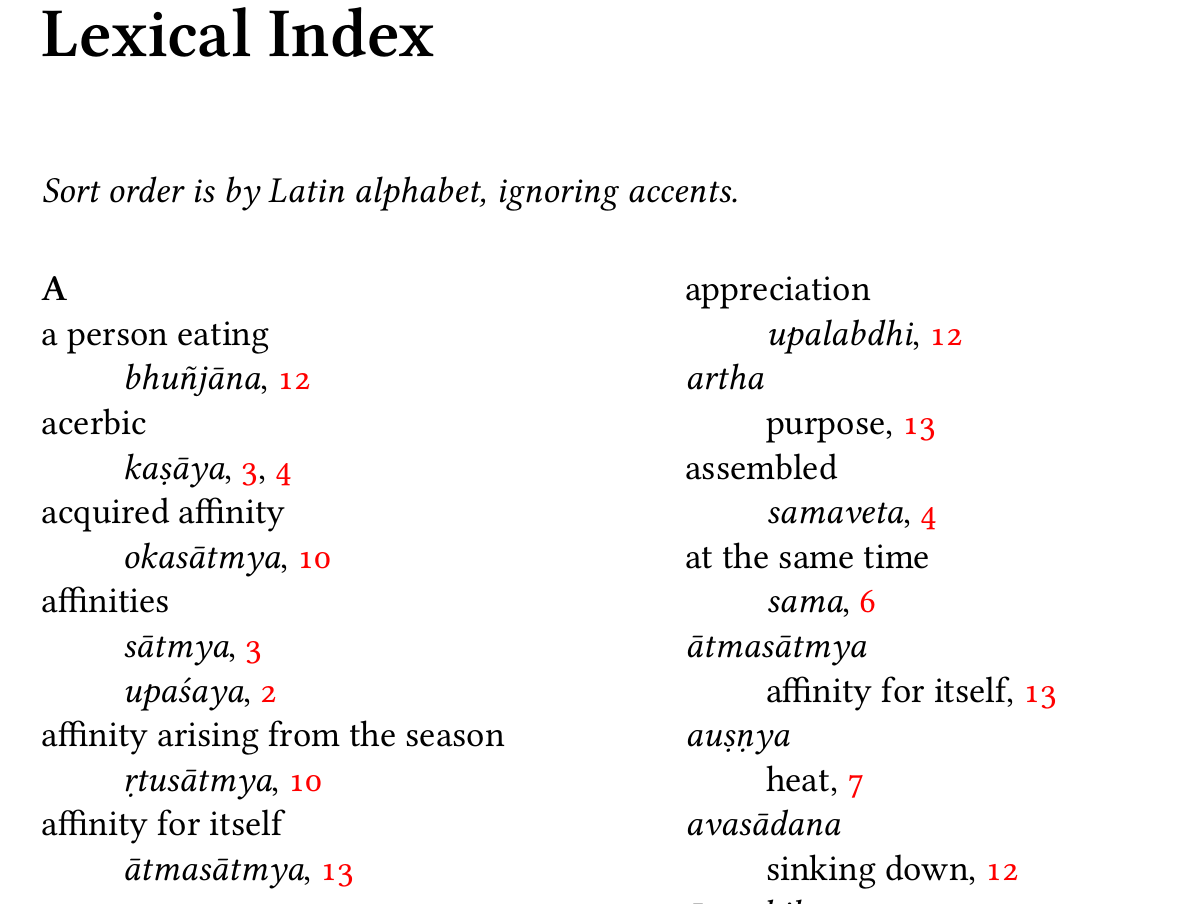 Lexical Index
Sort order is by Latin alphabet, ignoring accents.
A
a person eating
bhuñjāna, 12
acerbic
kaṣāya, 3, 4
acquired affinity
okasātmya, 10
affinities
sātmya, 3
upaśaya, 2
affinity arising from the season
ṛtusātmya, 10
affinity for itself
ātmasātmya, 13
appreciation
upalabdhi, 12
artha
purpose, 13
assembled
samaveta, 4
at the same time
sama, 6
ātmasātmya
affinity for itself, 13
auṣṇya
heat, 7
avasādana
sinking down, 12